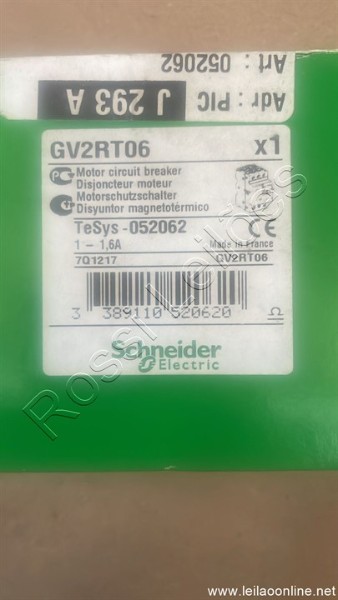 Art: 052062
Adr: PIC J 293 A
GV2RT06 x1
Motor circuit breaker
Disjoncteur moteur
Motorschutzschalter
Disyuntor magnetotérmico
TeSys - 052062 CE
1 - 1,6A Made in France
7Q1217 GV2RT06
3 389110 520620
Schneider
Electric
Rossi Leilões
www.leilaoonline.net